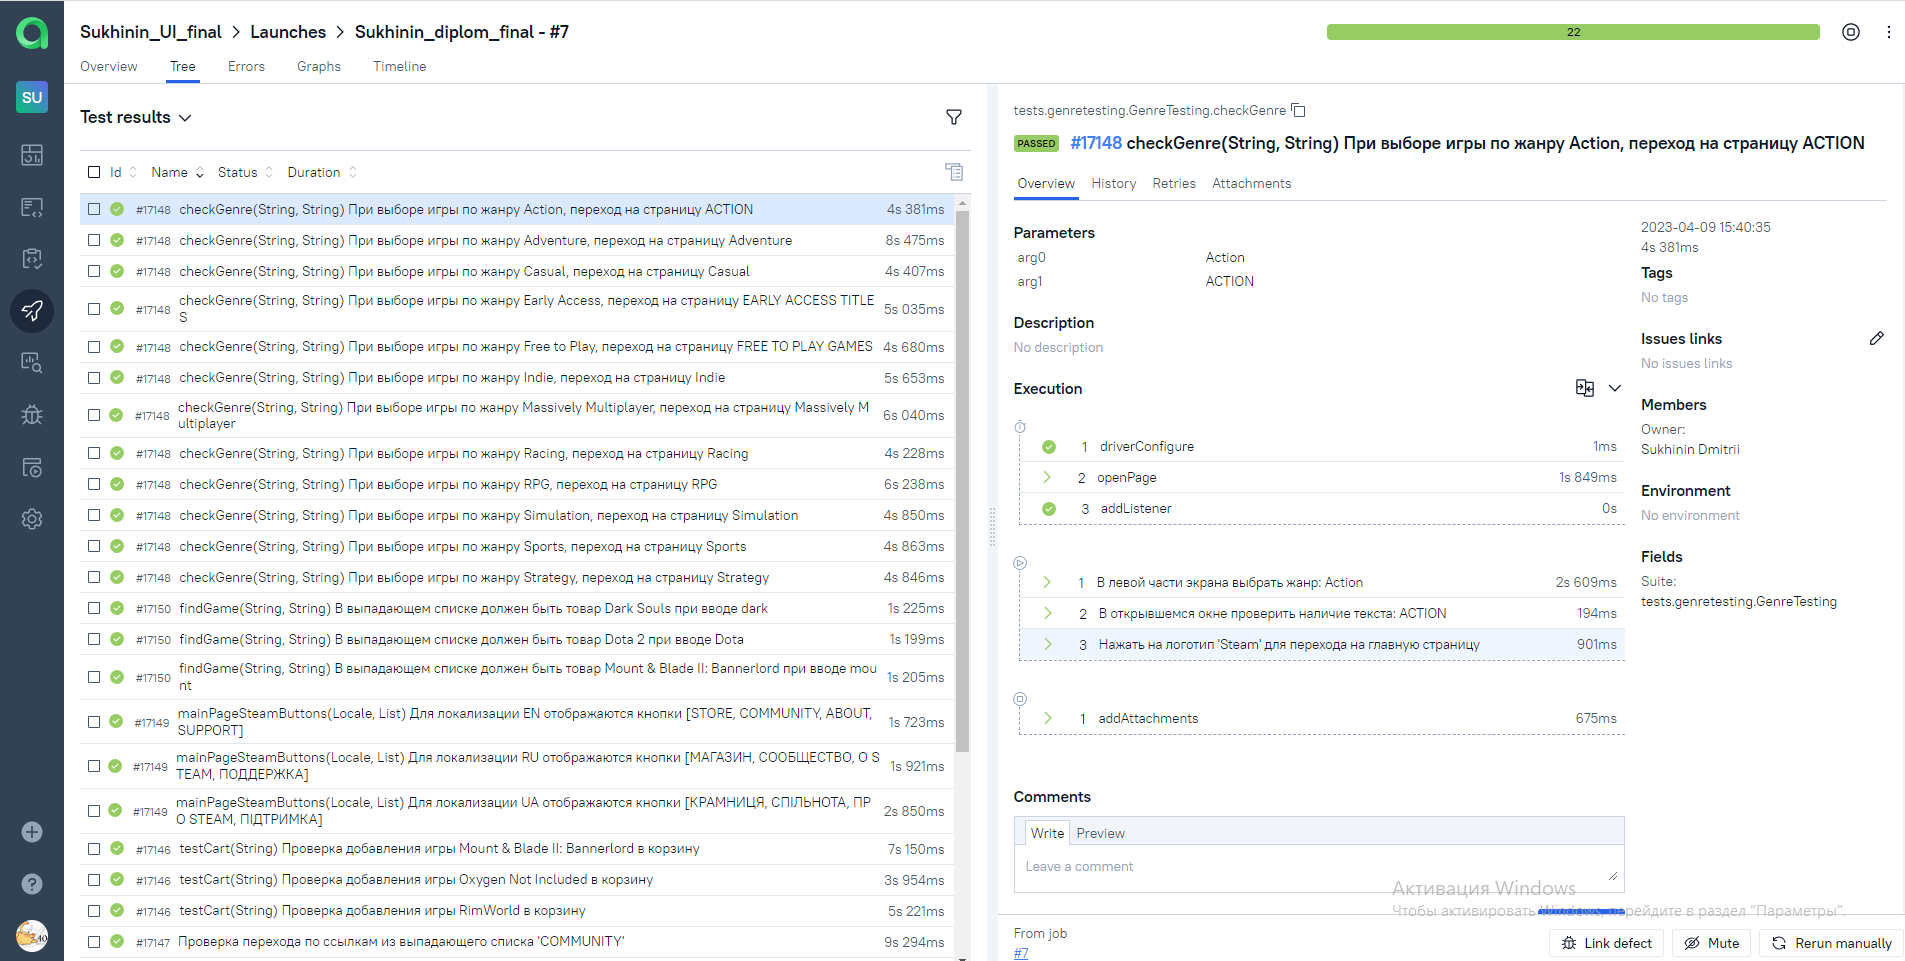 Sukhinin_UI_final > Launches > Sukhinin_diplom_final - #7
22
Overview Tree Errors Graphs Timeline
SU
Test results
Id Name Status Duration
#17148 checkGenre(String, String) При выборе игры по жанру Action, переход на страницу ACTION 4s 381ms
#17148 checkGenre(String, String) При выборе игры по жанру Adventure, переход на страницу Adventure 8s 475ms
#17148 checkGenre(String, String) При выборе игры по жанру Casual, переход на страницу Casual 4s 407ms
#17148 checkGenre(String, String) При выборе игры по жанру Early Access, переход на страницу EARLY ACCESS TITLE
S 5s 035ms
#17148 checkGenre(String, String) При выборе игры по жанру Free to Play, переход на страницу FREE TO PLAY GAMES 4s 680ms
#17148 checkGenre(String, String) При выборе игры по жанру Indie, переход на страницу Indie 5s 653ms
#17148 checkGenre(String, String) При выборе игры по жанру Massively Multiplayer, переход на страницу Massively M
ultiplayer 6s 040ms
#17148 checkGenre(String, String) При выборе игры по жанру Racing, переход на страницу Racing 4s 228ms
#17148 checkGenre(String, String) При выборе игры по жанру RPG, переход на страницу RPG 6s 238ms
#17148 checkGenre(String, String) При выборе игры по жанру Simulation, переход на страницу Simulation 4s 850ms
#17148 checkGenre(String, String) При выборе игры по жанру Sports, переход на страницу Sports 4s 863ms
#17148 checkGenre(String, String) При выборе игры по жанру Strategy, переход на страницу Strategy 4s 846ms
#17150 findGame(String, String) В выпадающем списке должен быть товар Dark Souls при вводе dark 1s 225ms
#17150 findGame(String, String) В выпадающем списке должен быть товар Dota 2 при вводе Dota 1s 199ms
#17150 findGame(String, String) В выпадающем списке должен быть товар Mount & Blade II: Bannerlord при вводе mou
nt 1s 205ms
#17149 mainPageSteamButtons(Locale, List) Для локализации EN отображаются кнопки [STORE, COMMUNITY, ABOUT,
SUPPORT] 1s 723ms
#17149 mainPageSteamButtons(Locale, List) Для локализации RU отображаются кнопки [МАГАЗИН, СООБЩЕСТВО, О S
TEAM, ПОДДЕРЖКА] 1s 921ms
#17149 mainPageSteamButtons(Locale, List) Для локализации UA отображаются кнопки [КРАМНИЦЯ, СПІЛЬНОТА, ПР
О STEAM, ПІДТРИМКА] 2s 850ms
#17146 testCart(String) Проверка добавления игры Mount & Blade II: Bannerlord в корзину 7s 150ms
#17146 testCart(String) Проверка добавления игры Oxygen Not Included в корзину 3s 954ms
#17146 testCart(String) Проверка добавления игры RimWorld в корзину 5s 221ms
#17147 Проверка перехода по ссылкам из выпадающего списка 'COMMUNITY' 9s 294ms
tests.genretesting.GenreTesting.checkGenre
PASSED #17148 checkGenre(String, String) При выборе игры по жанру Action, переход на страницу ACTION
Overview History Retries Attachments
Parameters
arg0 Action
arg1 ACTION
Description
No description
Execution
1 driverConfigure 1ms
2 openPage 1s 849ms
3 addListener 0s
1 В левой части экрана выбрать жанр: Action 2s 609ms
2 В открывшемся окне проверить наличие текста: ACTION 194ms
3 Нажать на логотип 'Steam' для перехода на главную страницу 901ms
1 addAttachments 675ms
Comments
Write Preview
Leave a comment
2023-04-09 15:40:35
4s 381ms
Tags
No tags
Issues links
No issues links
Members
Owner:
Sukhinin Dmitrii
Environment
No environment
Fields
Suite:
tests.genretesting.GenreTesting
Активация Windows
Чтобы активировать Windows, перейдите в раздел "Параметры".
From job
#7
Link defect Mute Rerun manually